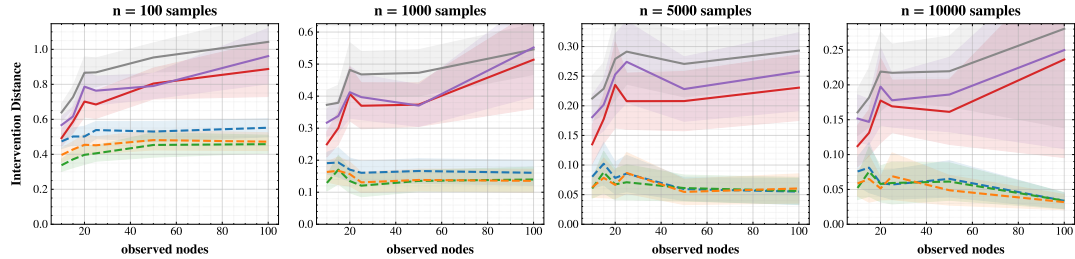 n = 100 samples
n = 1000 samples
n = 5000 samples
n = 10000 samples
Intervention Distance
1.0
0.8
0.6
0.4
0.2
0.0
20 40 60 80 100
observed nodes
0.6
0.5
0.4
0.3
0.2
0.1
0.0
20 40 60 80 100
observed nodes
0.30
0.25
0.20
0.15
0.10
0.05
0.00
20 40 60 80 100
observed nodes
0.25
0.20
0.15
0.10
0.05
0.00
20 40 60 80 100
observed nodes